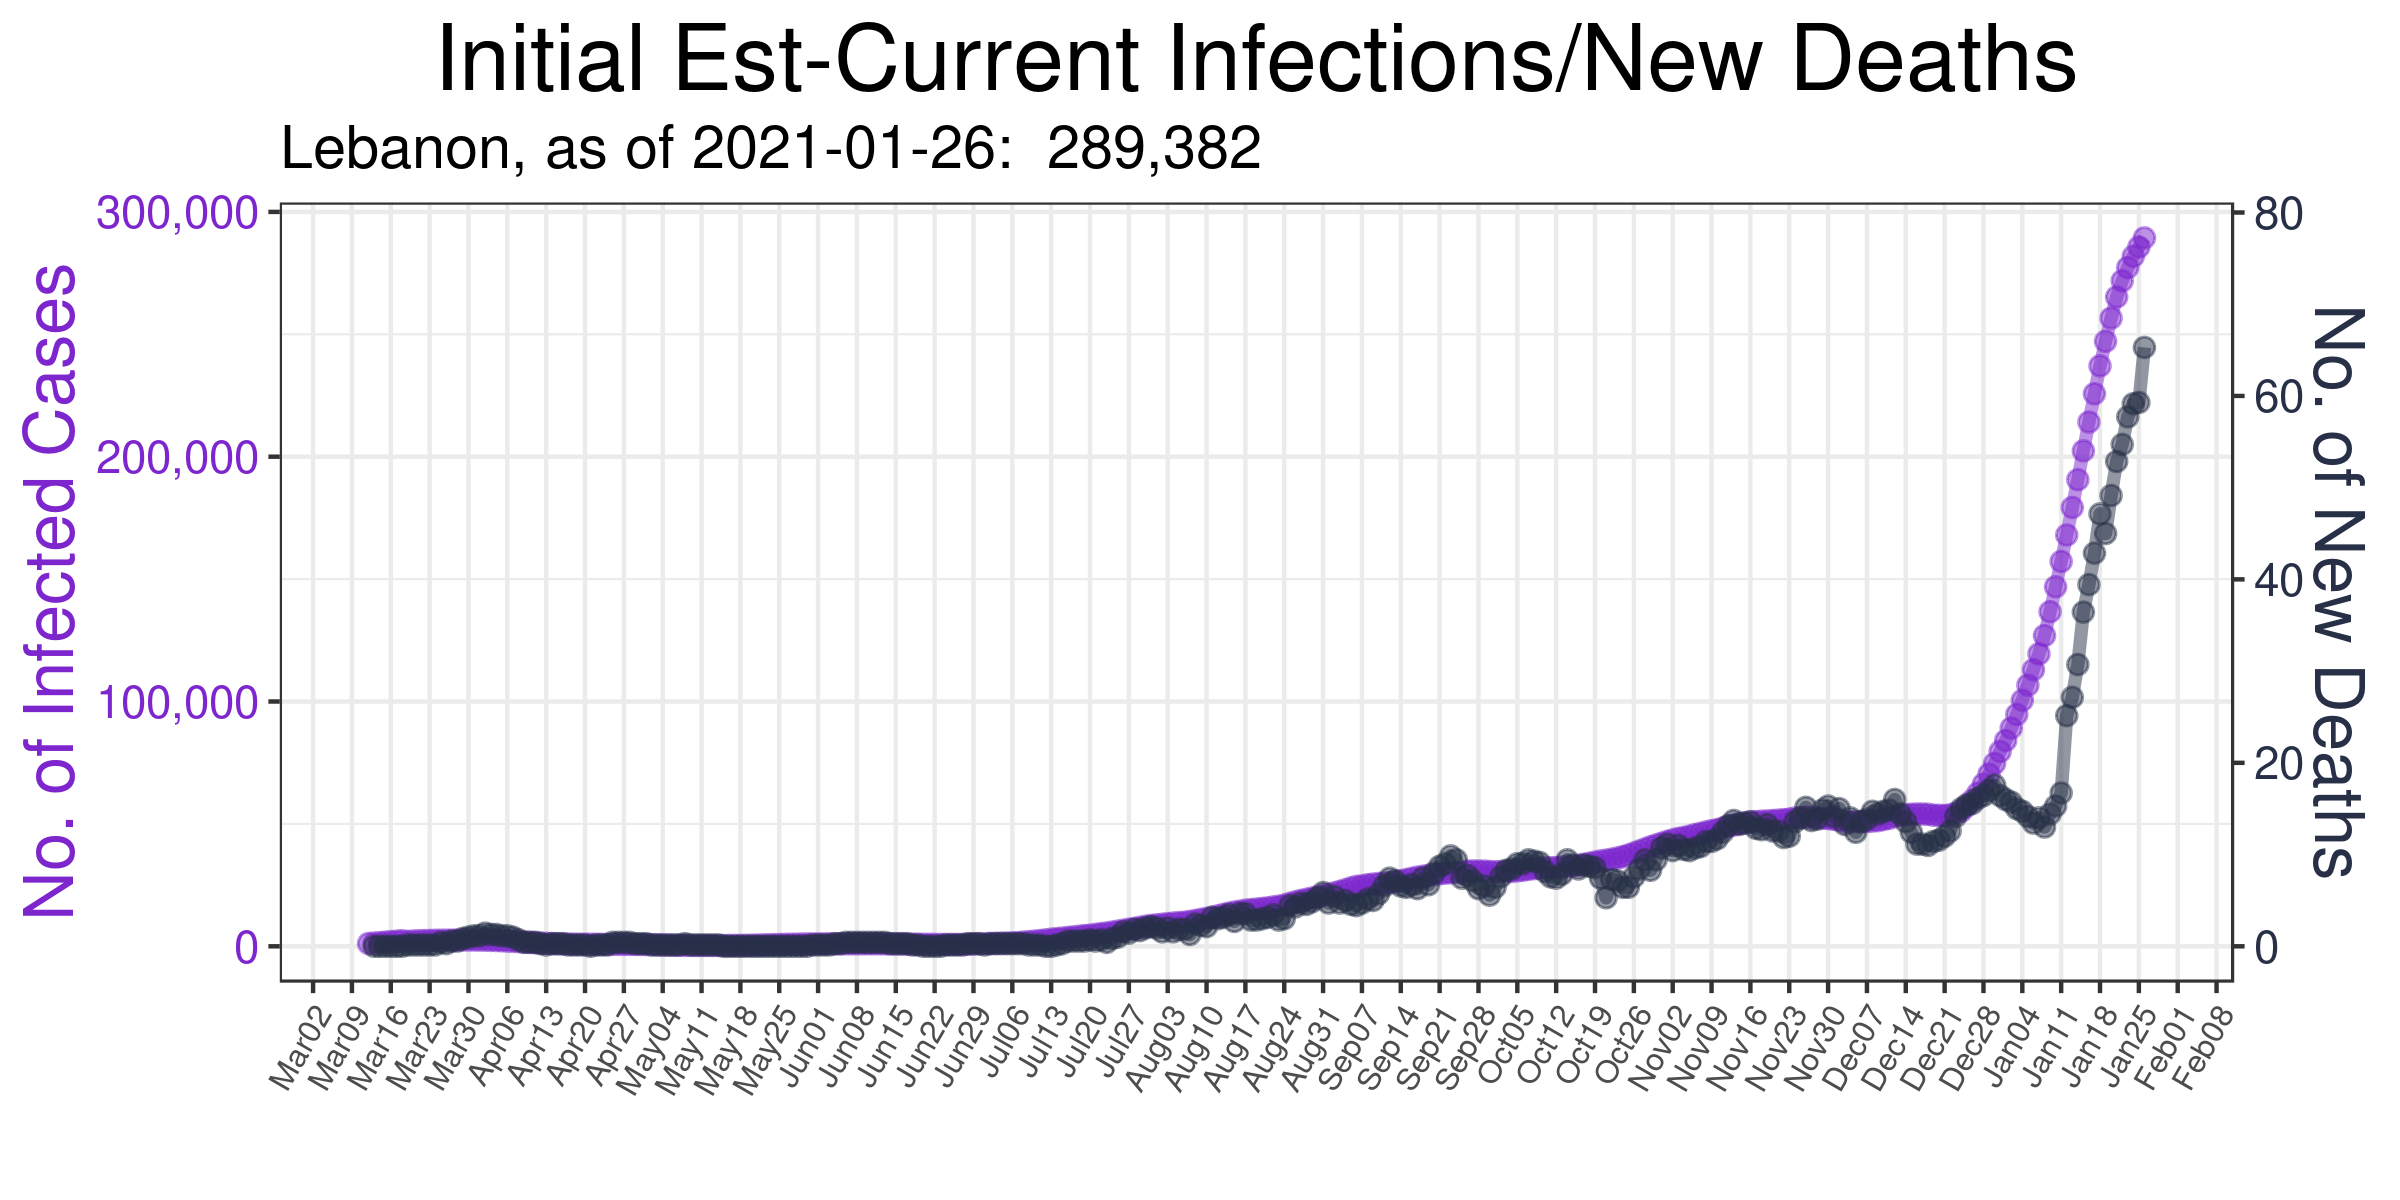 Initial Est-Current Infections/New Deaths
Lebanon, as of 2021-01-26:  289,382
No. of Infected Cases
300,000
200,000
100,000
0
80
60
40
20
0
No. of New Deaths
Mar02
Mar09
Mar16
Mar23
Mar30
Apr06
Apr13
Apr20
Apr27
May04
May11
May18
May25
Jun01
Jun08
Jun15
Jun22
Jun29
Jul06
Jul13
Jul20
Jul27
Aug03
Aug10
Aug17
Aug24
Aug31
Sep07
Sep14
Sep21
Sep28
Oct05
Oct12
Oct19
Oct26
Nov02
Nov09
Nov16
Nov23
Nov30
Dec07
Dec14
Dec21
Dec28
Jan04
Jan11
Jan18
Jan25
Feb01
Feb08